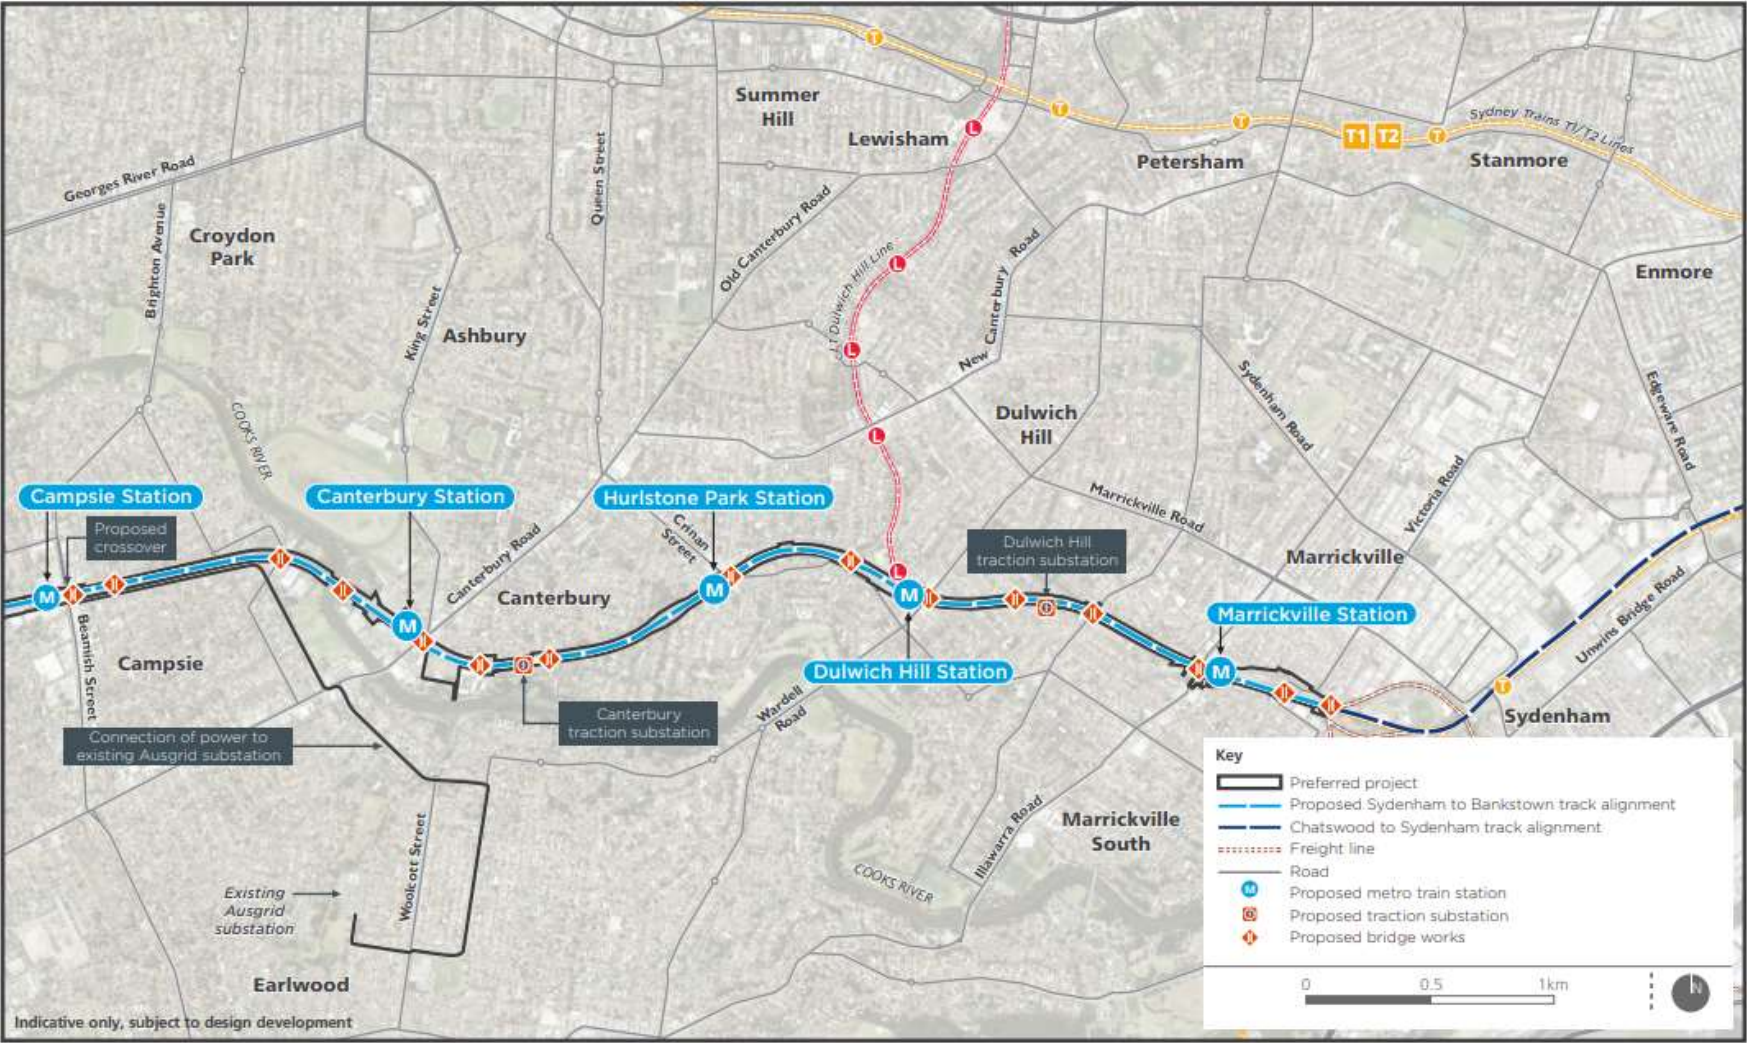 Summer
Hill
Lewisham
T
T
T
T1 T2
T
Sydney Trains T1/T2 Lines
L
Petersham
Stanmore
Georges River Road
Queen Street
Brighton Avenue
Croydon
Park
Old Canterbury Road
L1 Dulwich Hill Line
L
New Canterbury Road
Enmore
King Street
Ashbury
L
Sydenham Road
Edgeware Road
COOKS RIVER
Dulwich
Hill
L
Victoria Road
Marrickville Road
Campsie Station
Canterbury Station
Hurlstone Park Station
Proposed
crossover
Crinan
Street
Canterbury Road
Dulwich Hill
traction substation
Marrickville
Unwins Bridge Road
L
M
M
M
M
M
Canterbury
Marrickville Station
Beamish Street
Campsie
Dulwich Hill Station
T
Sydenham
Wardell
Road
Canterbury
traction substation
Connection of power to
existing Ausgrid substation
Woolcott Street
Illawarra Road
Marrickville
South
COOKS RIVER
Existing
Ausgrid
substation
Earlwood
Indicative only, subject to design development
Key
Preferred project
Proposed Sydenham to Bankstown track alignment
Chatswood to Sydenham track alignment
Freight line
Road
M Proposed metro train station
Proposed traction substation
Proposed bridge works
0 0.5 1km
N